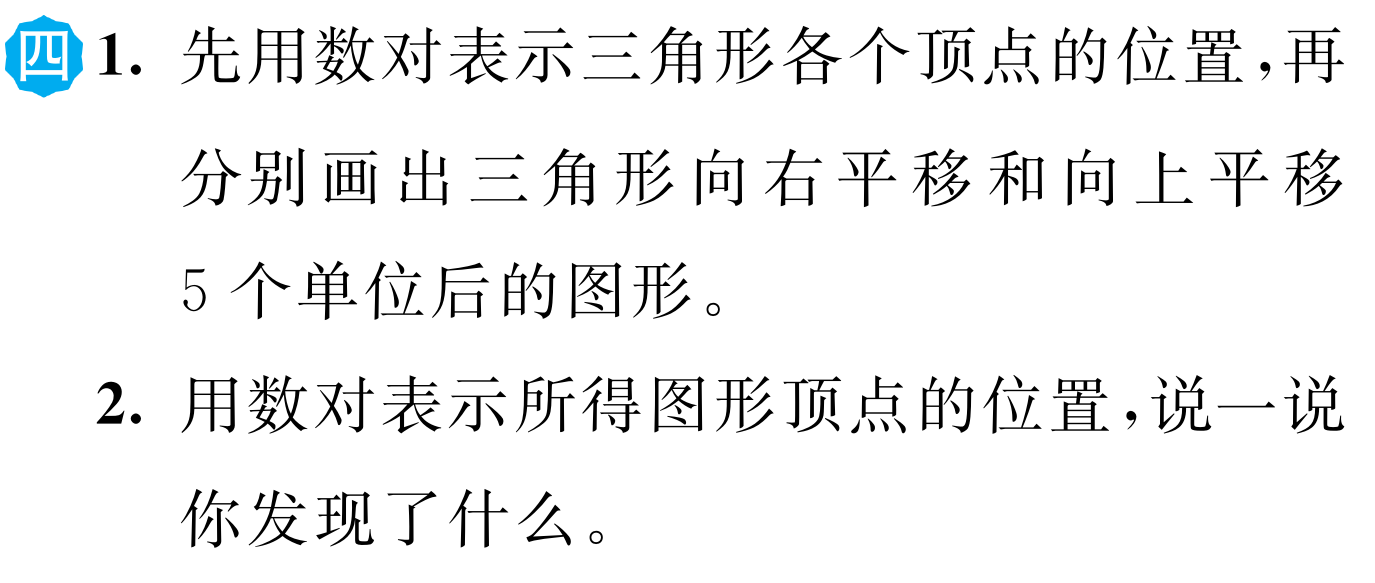 四 1. 先用数对表示三角形各个顶点的位置,再
分别画出三角形向右平移和向上平移
5个单位后的图形。
2. 用数对表示所得图形顶点的位置,说一说
你发现了什么。